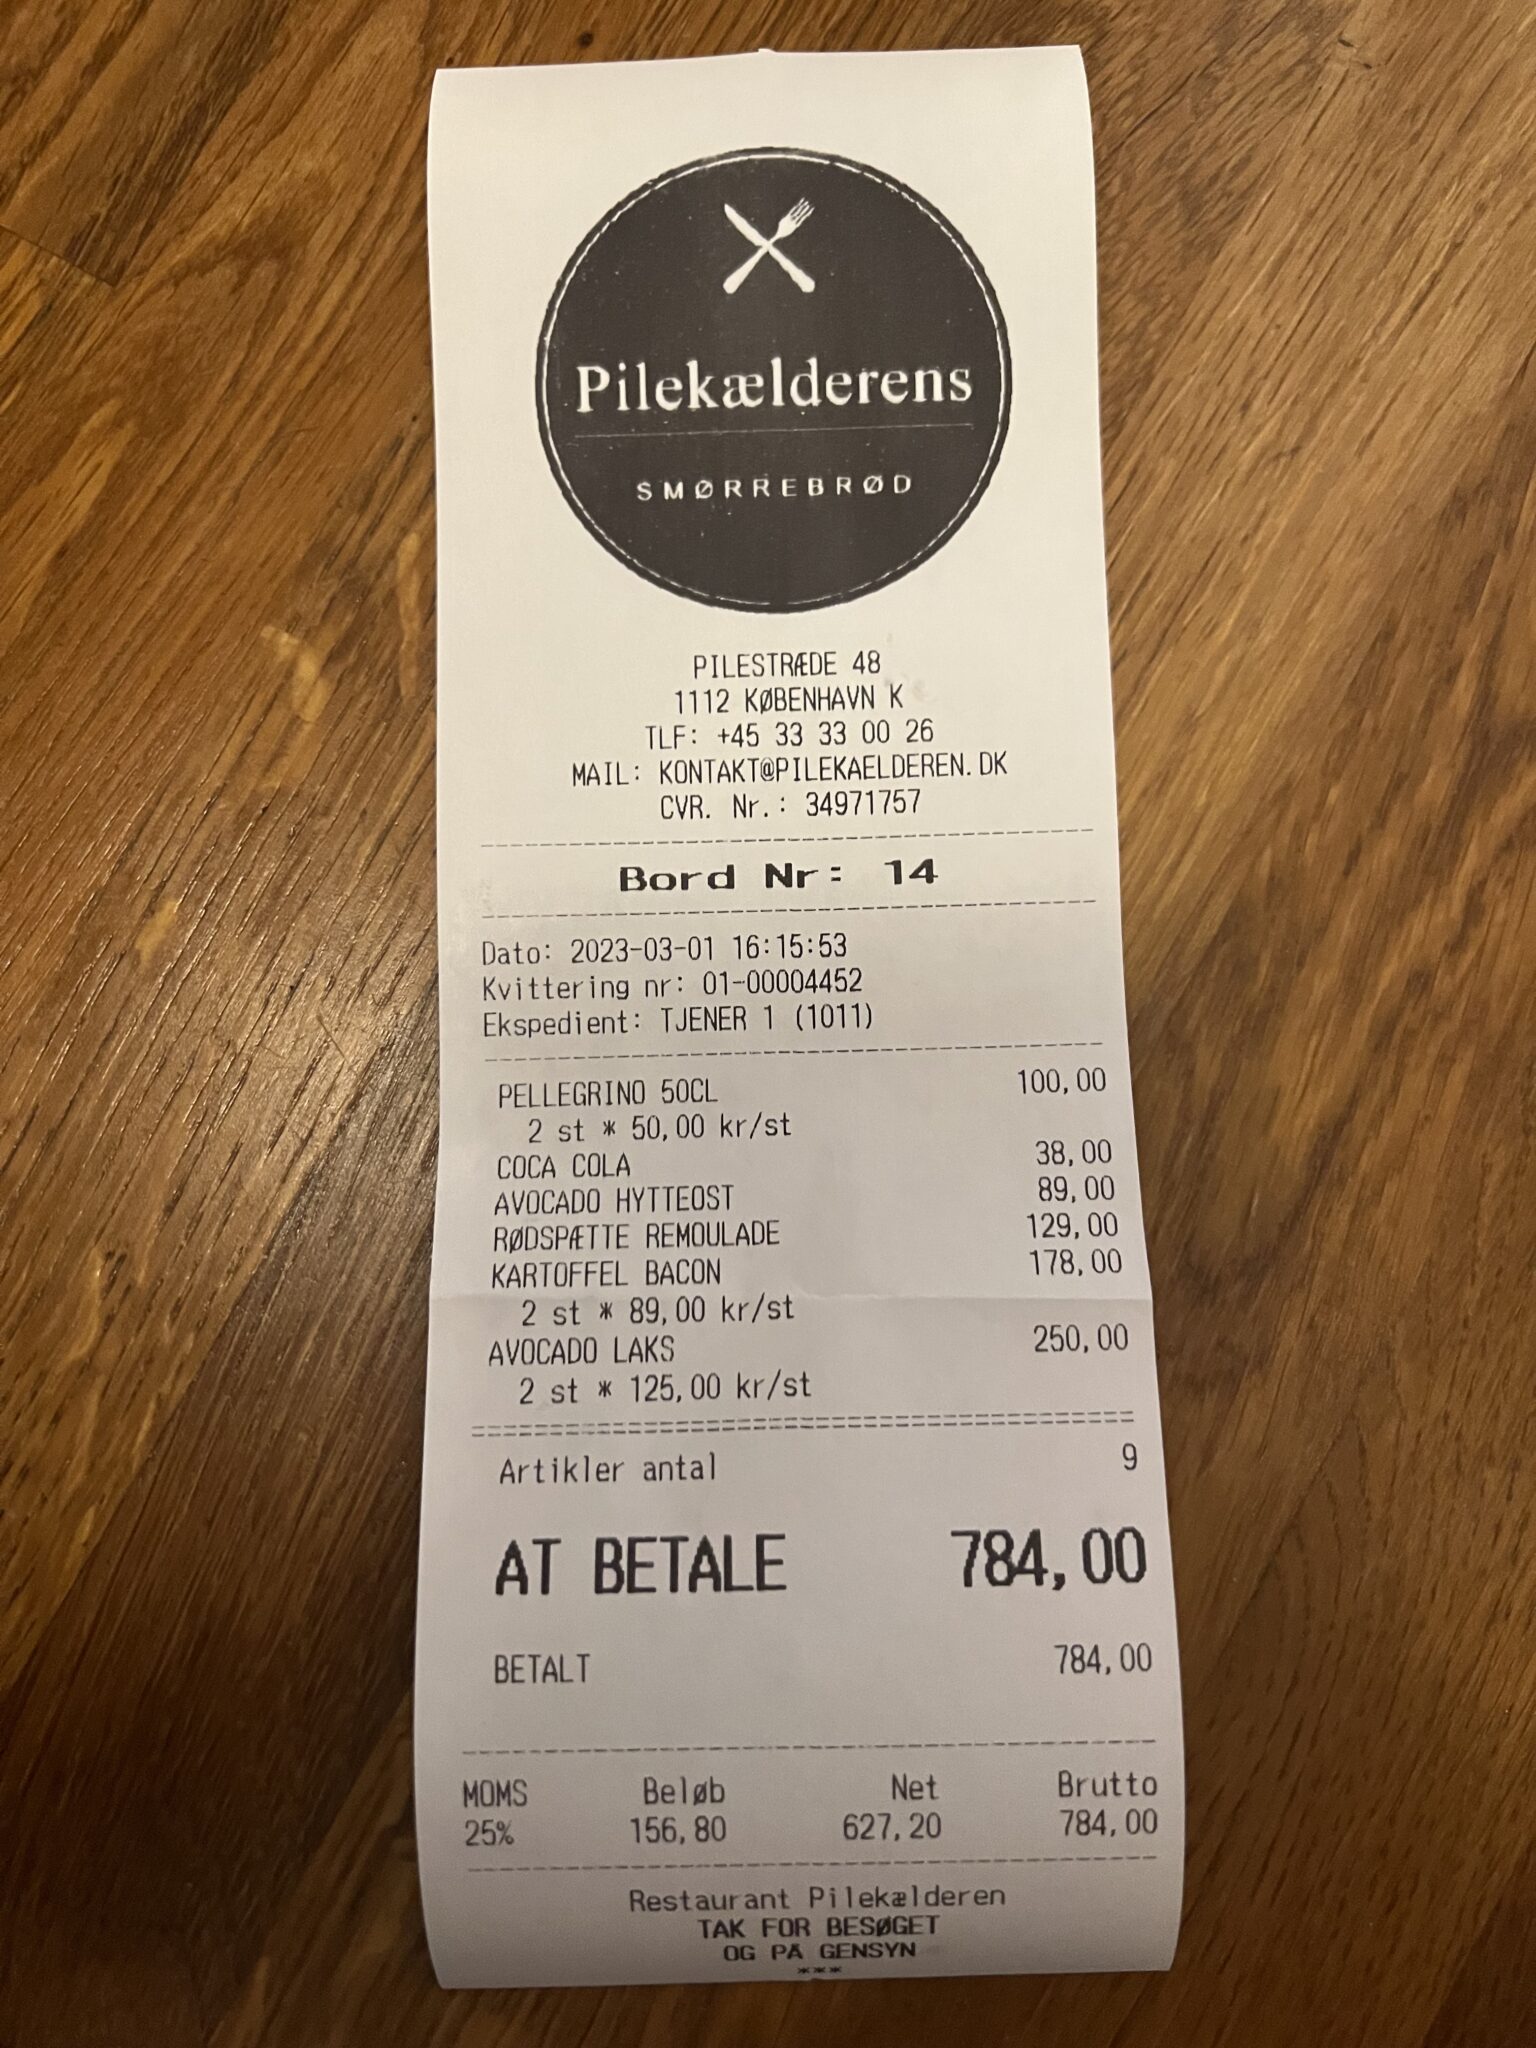 Pilekælderens
SMØRREBRØD
PILESTRÆDE 48
1112 KØBENHAVN K
TLF: +45 33 33 00 26
MAIL: KONTAKT@PILEKAELDEREN.DK
CVR. Nr.: 34971757
Bord Nr: 14
Dato: 2023-03-01 16:15:53
Kvittering nr: 01-00004452
Ekspedient: TJENER 1 (1011)
PELLEGRINO 50CL 100,00
2 st * 50,00 kr/st
COCA COLA 38,00
AVOCADO HYTTEOST 89,00
RØDSPÆTTE REMOULADE 129,00
KARTOFFEL BACON 178,00
2 st * 89,00 kr/st
AVOCADO LAKS 250,00
2 st * 125,00 kr/st
Artikler antal 9
AT BETALE 784,00
BETALT 784,00
MOMS Beløb Net Brutto
25% 156,80 627,20 784,00
Restaurant Pilekælderen
TAK FOR BESØGET
OG PÅ GENSYN
***